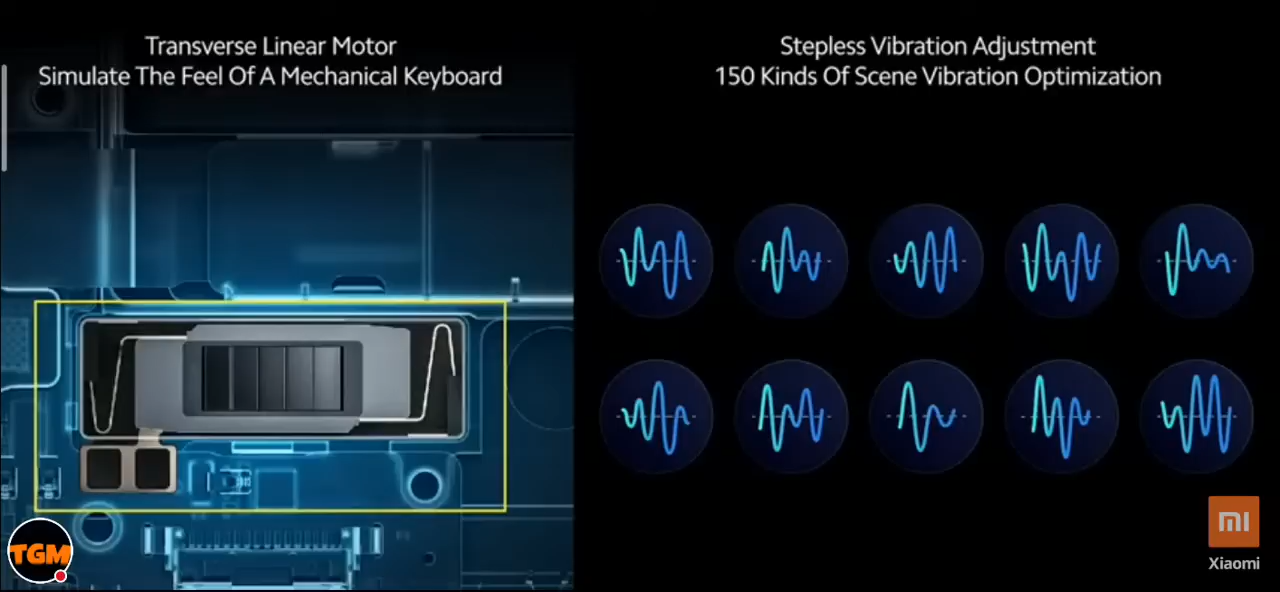 Transverse Linear Motor
Simulate The Feel Of A Mechanical Keyboard
Stepless Vibration Adjustment
150 Kinds Of Scene Vibration Optimization
TGM
MI
Xiaomi